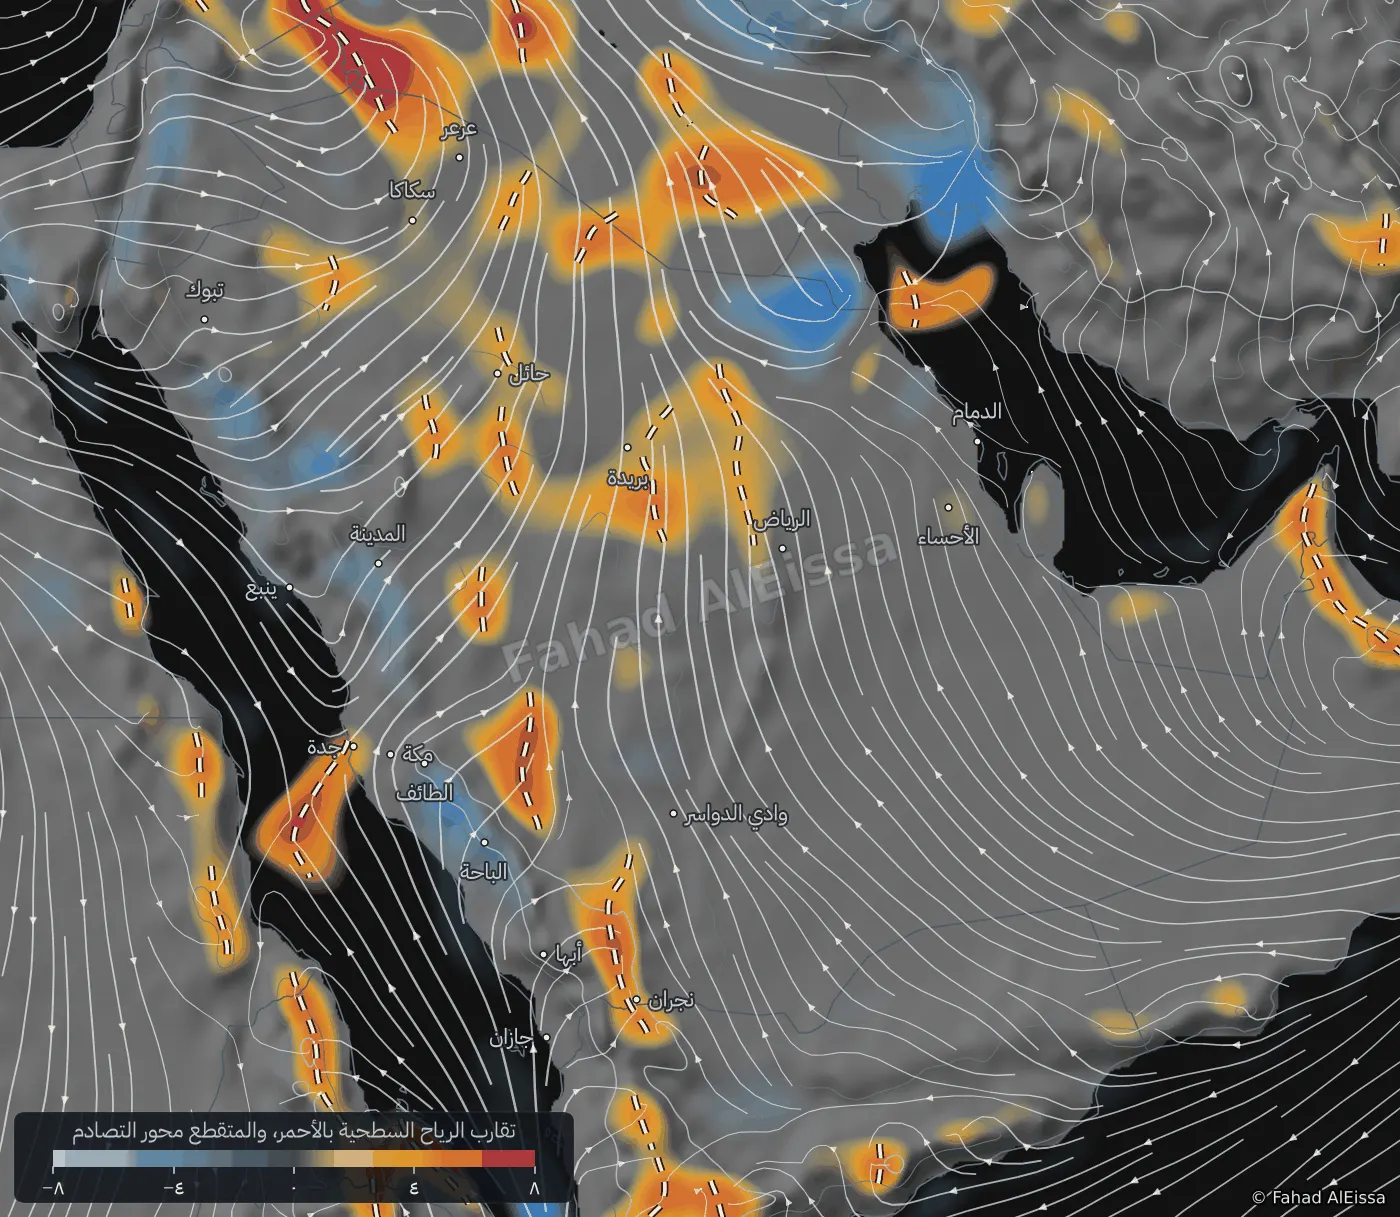 عرعر
سكاكا
تبوك
حائل
الدمام
بريدة
الرياض
الأحساء
المدينة
ينبع
Fahad AlEissa
جدة
مكة
الطائف
وادي الدواسر
الباحة
أبها
نجران
جازان
تقارب الرياح السطحية بالأحمر، والمتقطع محور التصادم
−٨ −٤ ٠ ٤ ٨
© Fahad AlEissa